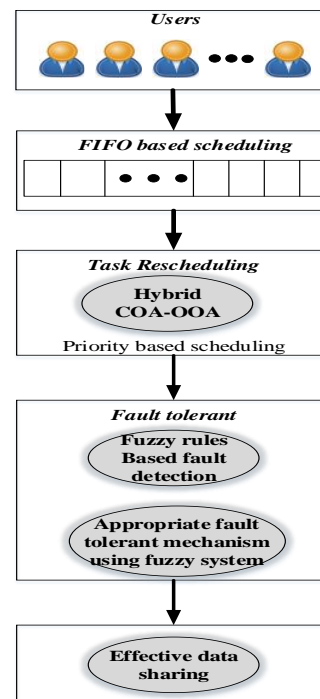 Users
FIFO based scheduling
Task Rescheduling
Hybrid
COA-OOA
Priority based scheduling
Fault tolerant
Fuzzy rules
Based fault
detection
Appropriate fault
tolerant mechanism
using fuzzy system
Effective data
sharing